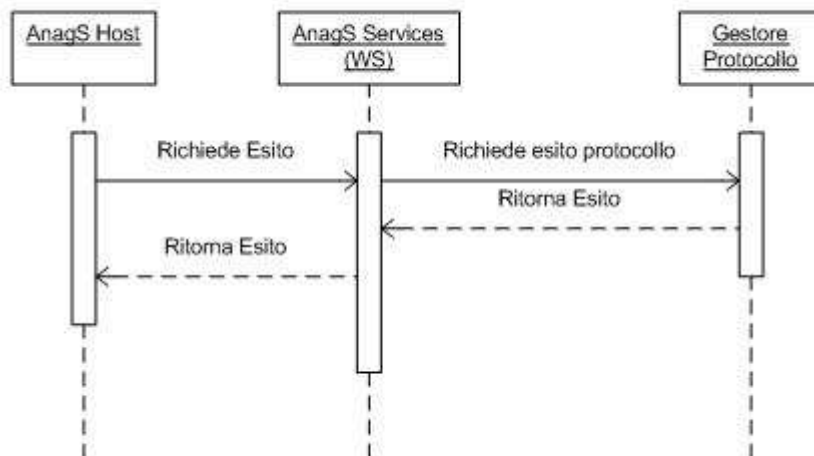 AnagS Host
AnagS Services
(WS)
Gestore
Protocollo
Richiede Esito
Richiede esito protocollo
Ritorna Esito
Ritorna Esito